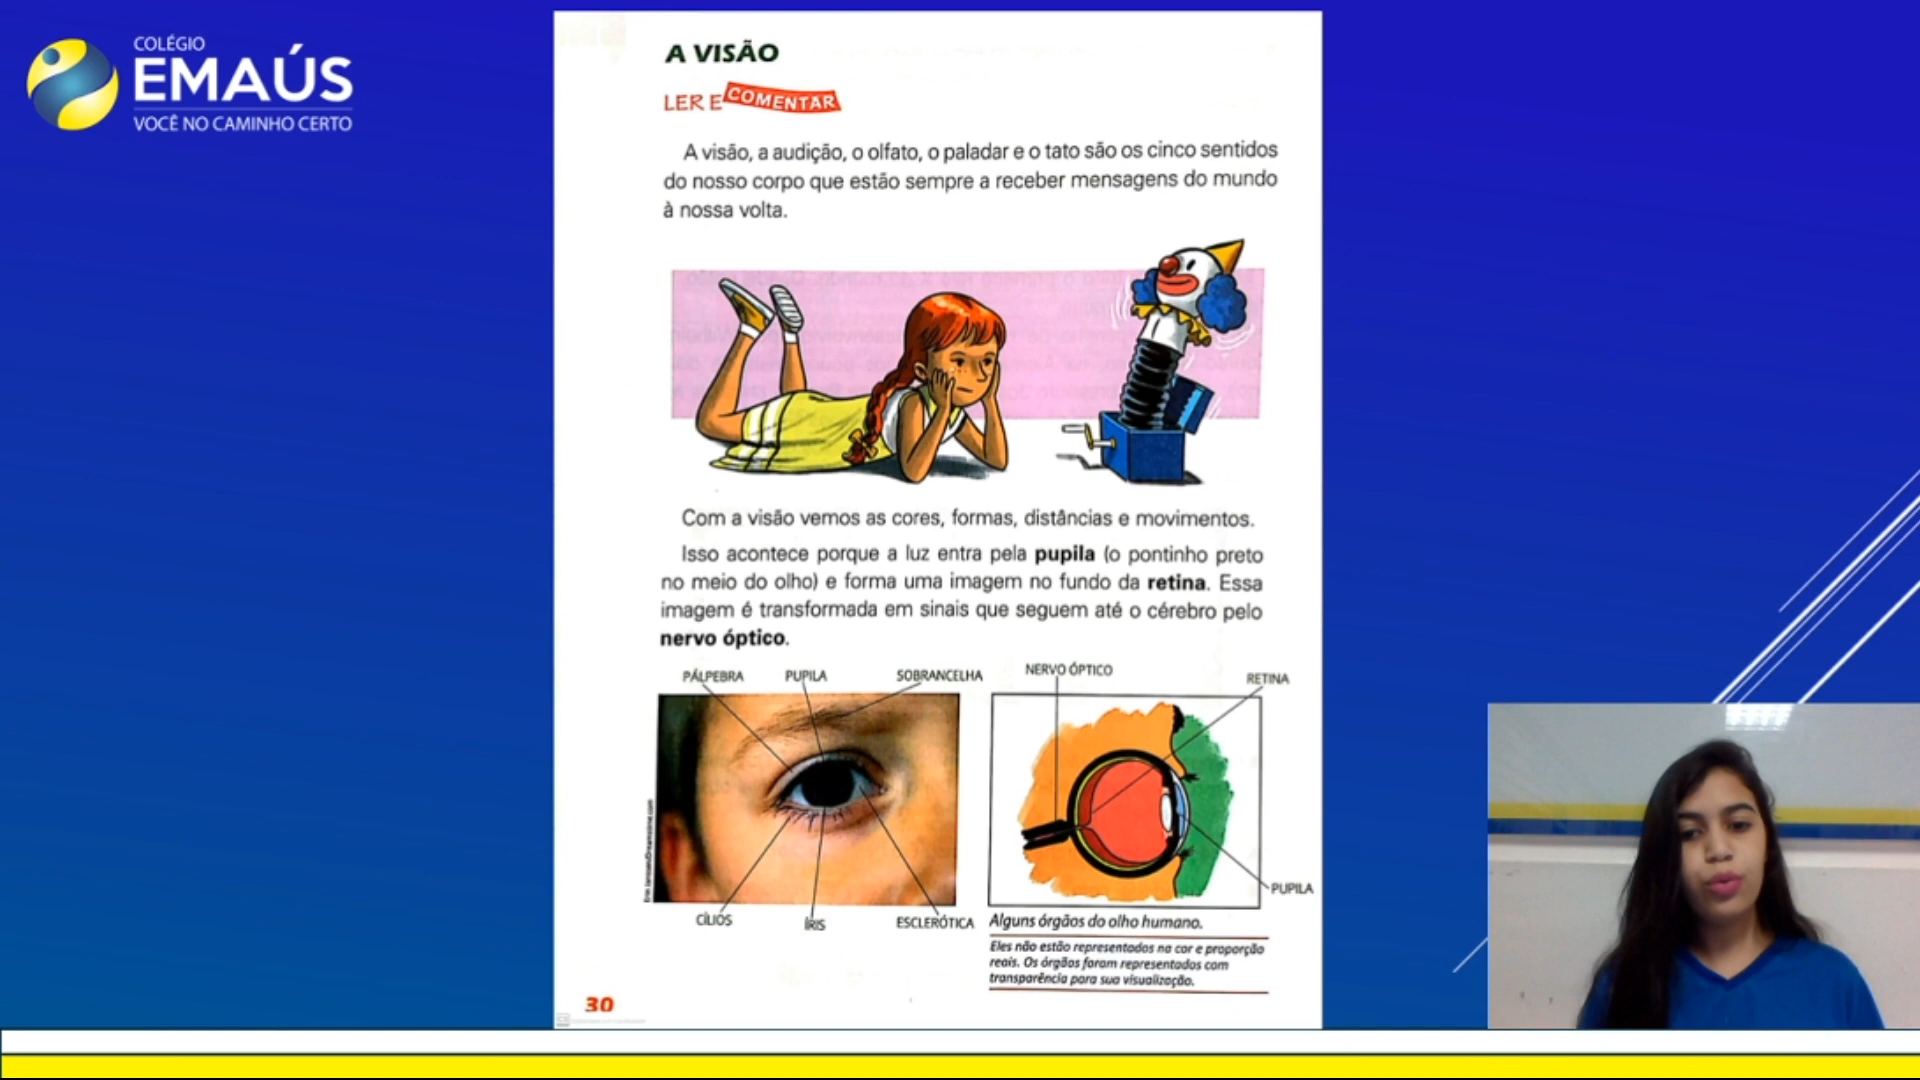 COLÉGIO
EMAÚS
VOCÊ NO CAMINHO CERTO
A VISÃO
LER E COMENTAR
A visão, a audição, o olfato, o paladar e o tato são os cinco sentidos
do nosso corpo que estão sempre a receber mensagens do mundo
à nossa volta.
Com a visão vemos as cores, formas, distâncias e movimentos.
Isso acontece porque a luz entra pela pupila (o pontinho preto
no meio do olho) e forma uma imagem no fundo da retina. Essa
imagem é transformada em sinais que seguem até o cérebro pelo
nervo óptico.
PÁLPEBRA PUPILA SOBRANCELHA
NERVO ÓPTICO
RETINA
PUPILA
CÍLIOS ÍRIS ESCLERÓTICA
Alguns órgãos do olho humano.
Eles não estão representados na cor e proporção
reais. Os órgãos foram representados com
transparência para sua visualização.
30